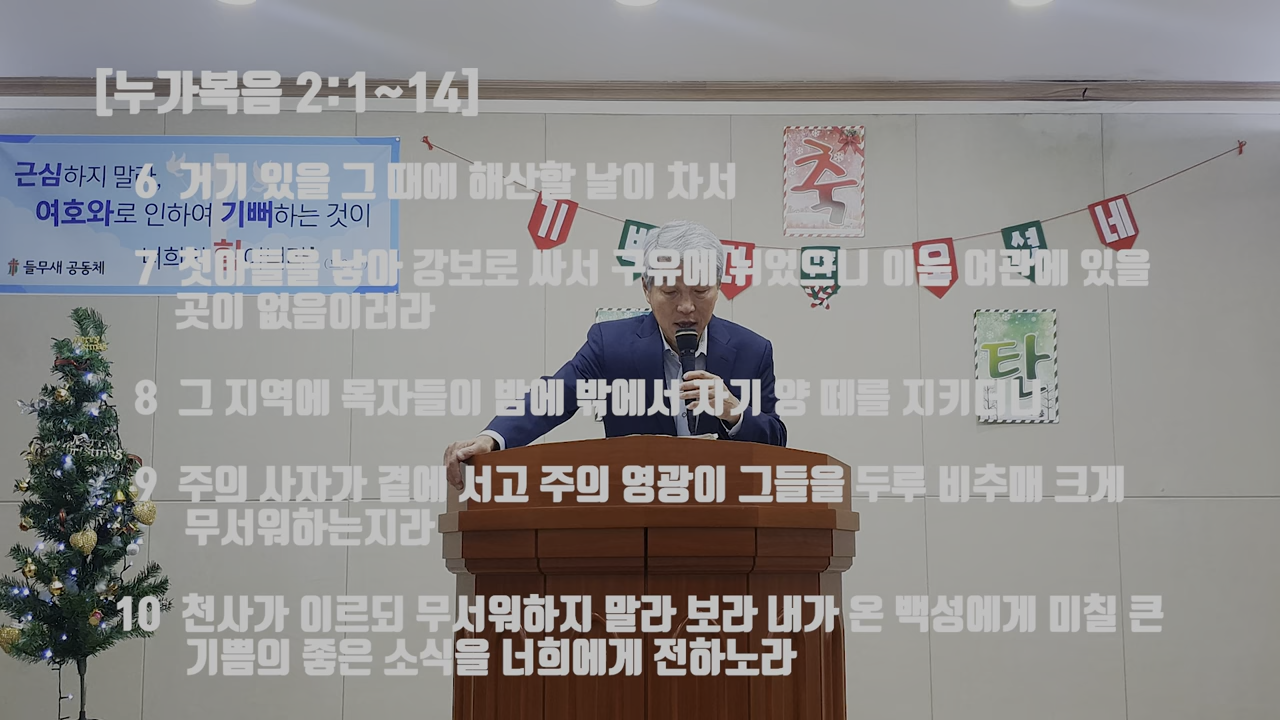 [누가복음 2:1~14]
근심하지 말라,
여호와로 인하여 기뻐하는 것이
너희의 힘이니라
들무새 공동체
6 거기 있을 그 때에 해산할 날이 차서
7 첫아들을 낳아 강보로 싸서 구유에 뉘었으니 이는 여관에 있을
곳이 없음이러라
8 그 지역에 목자들이 밤에 밖에서 자기 양 떼를 지키더니
9 주의 사자가 곁에 서고 주의 영광이 그들을 두루 비추매 크게
무서워하는지라
10 천사가 이르되 무서워하지 말라 보라 내가 온 백성에게 미칠 큰
기쁨의 좋은 소식을 너희에게 전하노라
축
탄
기
네